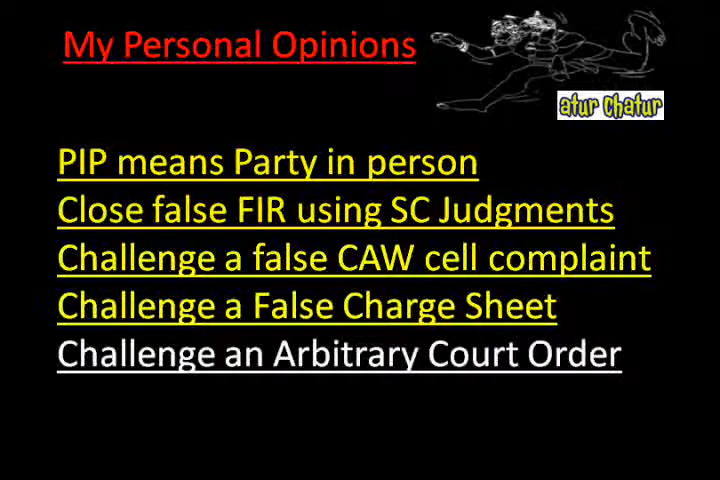 My Personal Opinions
atur Chatur
PIP means Party in person
Close false FIR using SC Judgments
Challenge a false CAW cell complaint
Challenge a False Charge Sheet
Challenge an Arbitrary Court Order